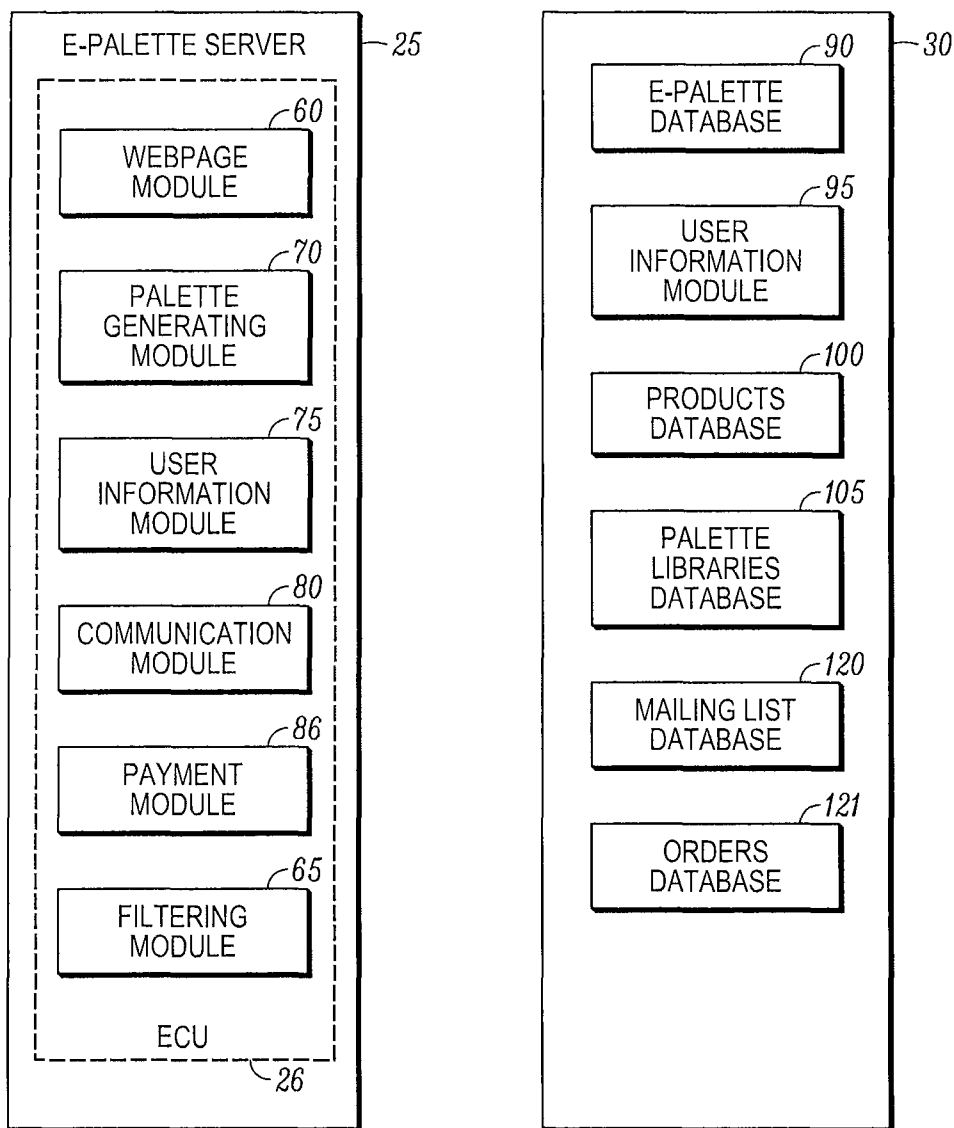 E-PALETTE SERVER
25
60
WEBPAGE
MODULE
70
PALETTE
GENERATING
MODULE
75
USER
INFORMATION
MODULE
80
COMMUNICATION
MODULE
86
PAYMENT
MODULE
65
FILTERING
MODULE
ECU
26
30
90
E-PALETTE
DATABASE
95
USER
INFORMATION
MODULE
100
PRODUCTS
DATABASE
105
PALETTE
LIBRARIES
DATABASE
120
MAILING LIST
DATABASE
121
ORDERS
DATABASE